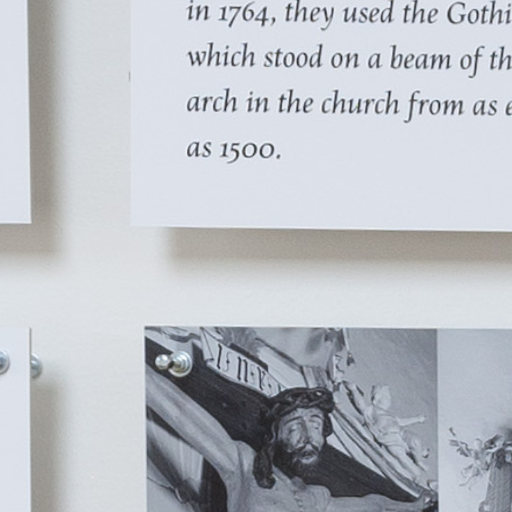 in 1764, they used the Gothi
which stood on a beam of th
arch in the church from as e
as 1500.
I·N·